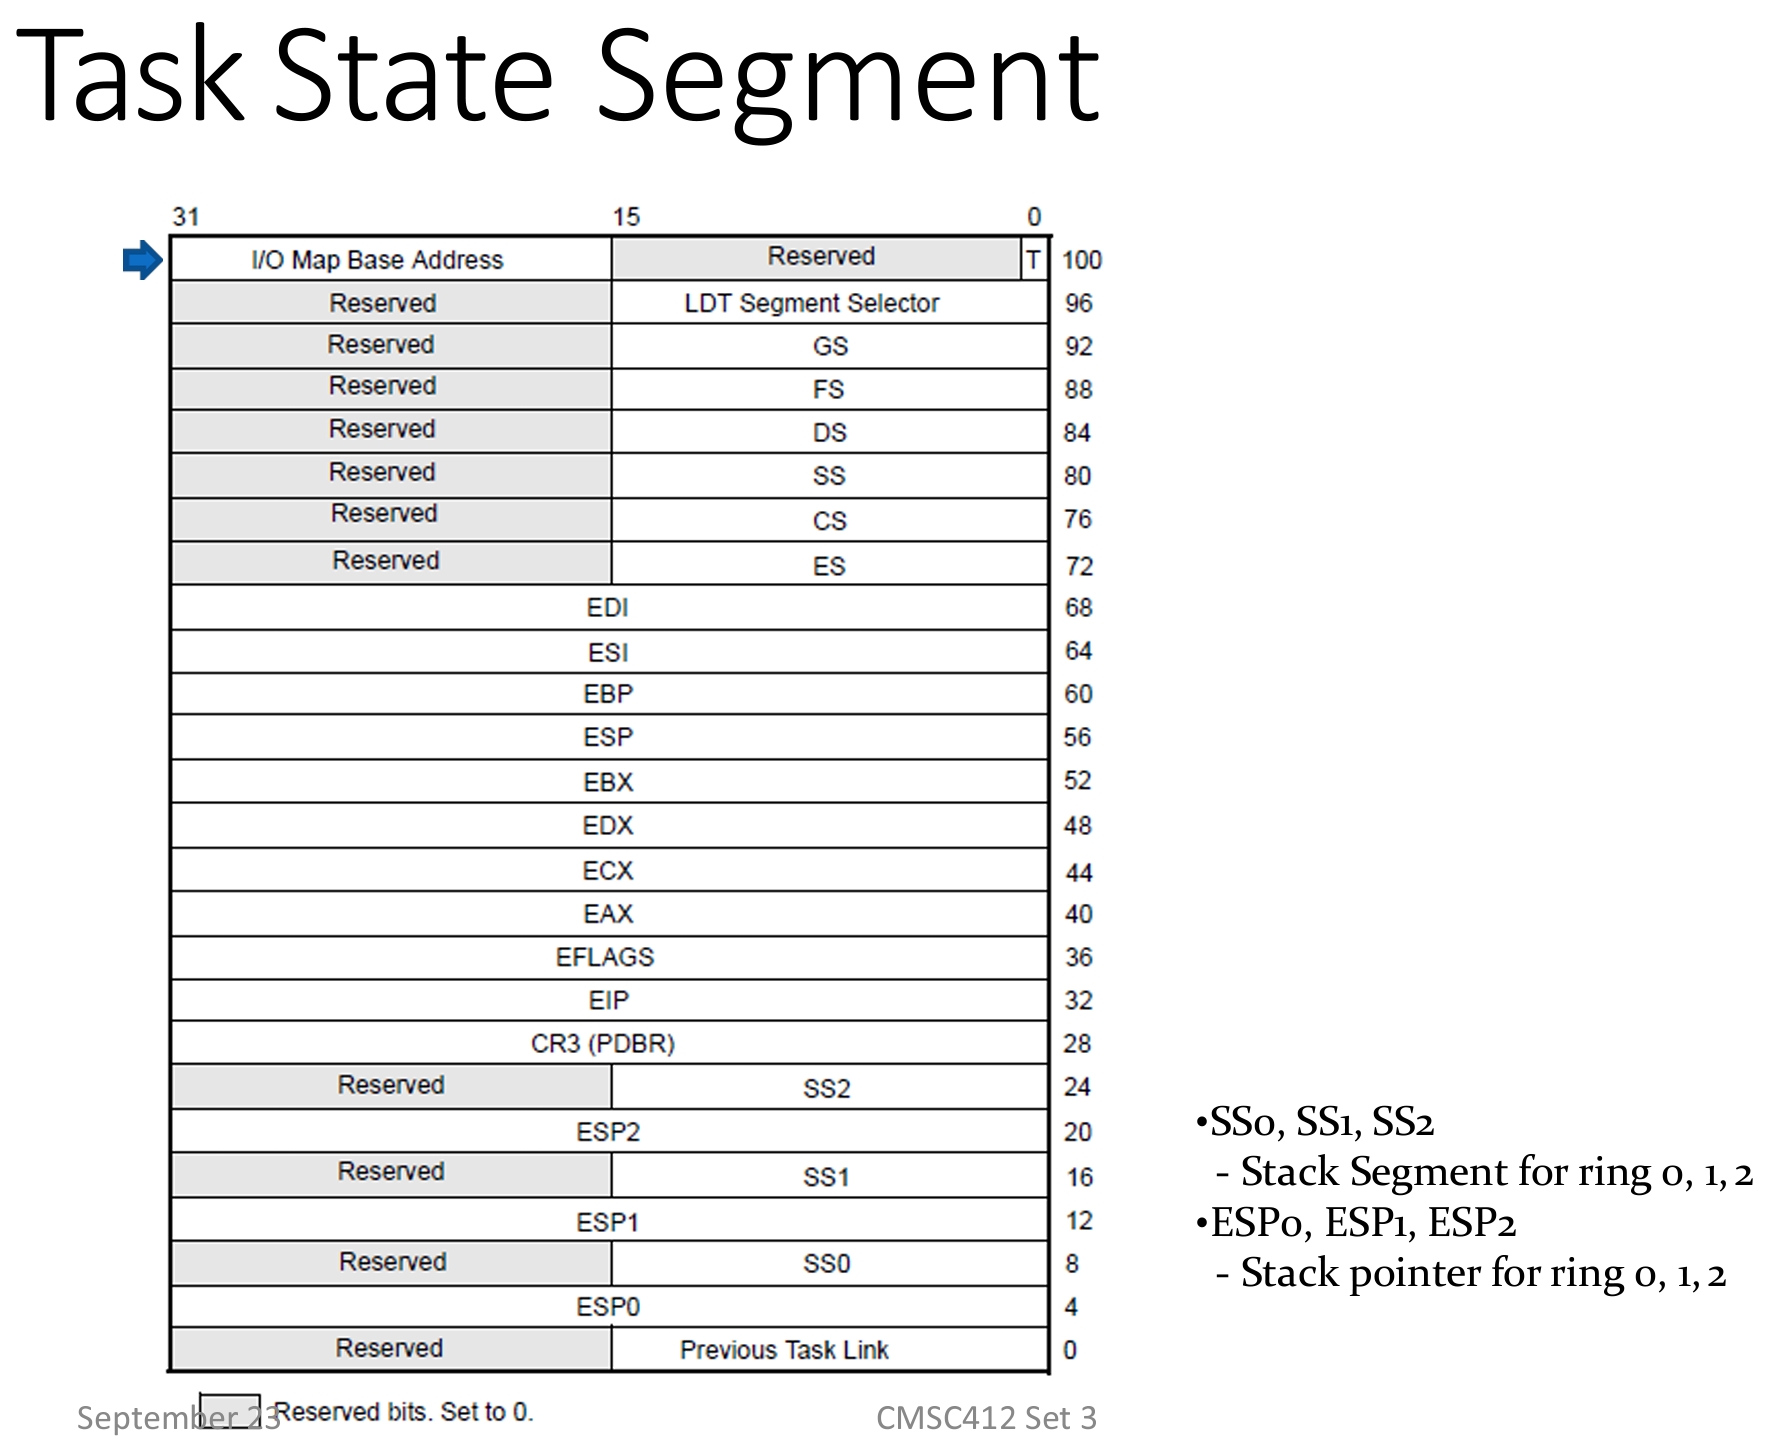 Task State Segment
31 15 0
I/O Map Base Address Reserved T 100
Reserved LDT Segment Selector 96
Reserved GS 92
Reserved FS 88
Reserved DS 84
Reserved SS 80
Reserved CS 76
Reserved ES 72
EDI 68
ESI 64
EBP 60
ESP 56
EBX 52
EDX 48
ECX 44
EAX 40
EFLAGS 36
EIP 32
CR3 (PDBR) 28
Reserved SS2 24
ESP2 20
Reserved SS1 16
ESP1 12
Reserved SS0 8
ESP0 4
Reserved Previous Task Link 0
•SS0, SS1, SS2
- Stack Segment for ring 0, 1, 2
•ESP0, ESP1, ESP2
- Stack pointer for ring 0, 1, 2
Reserved bits. Set to 0.
September 23 CMSC412 Set 3